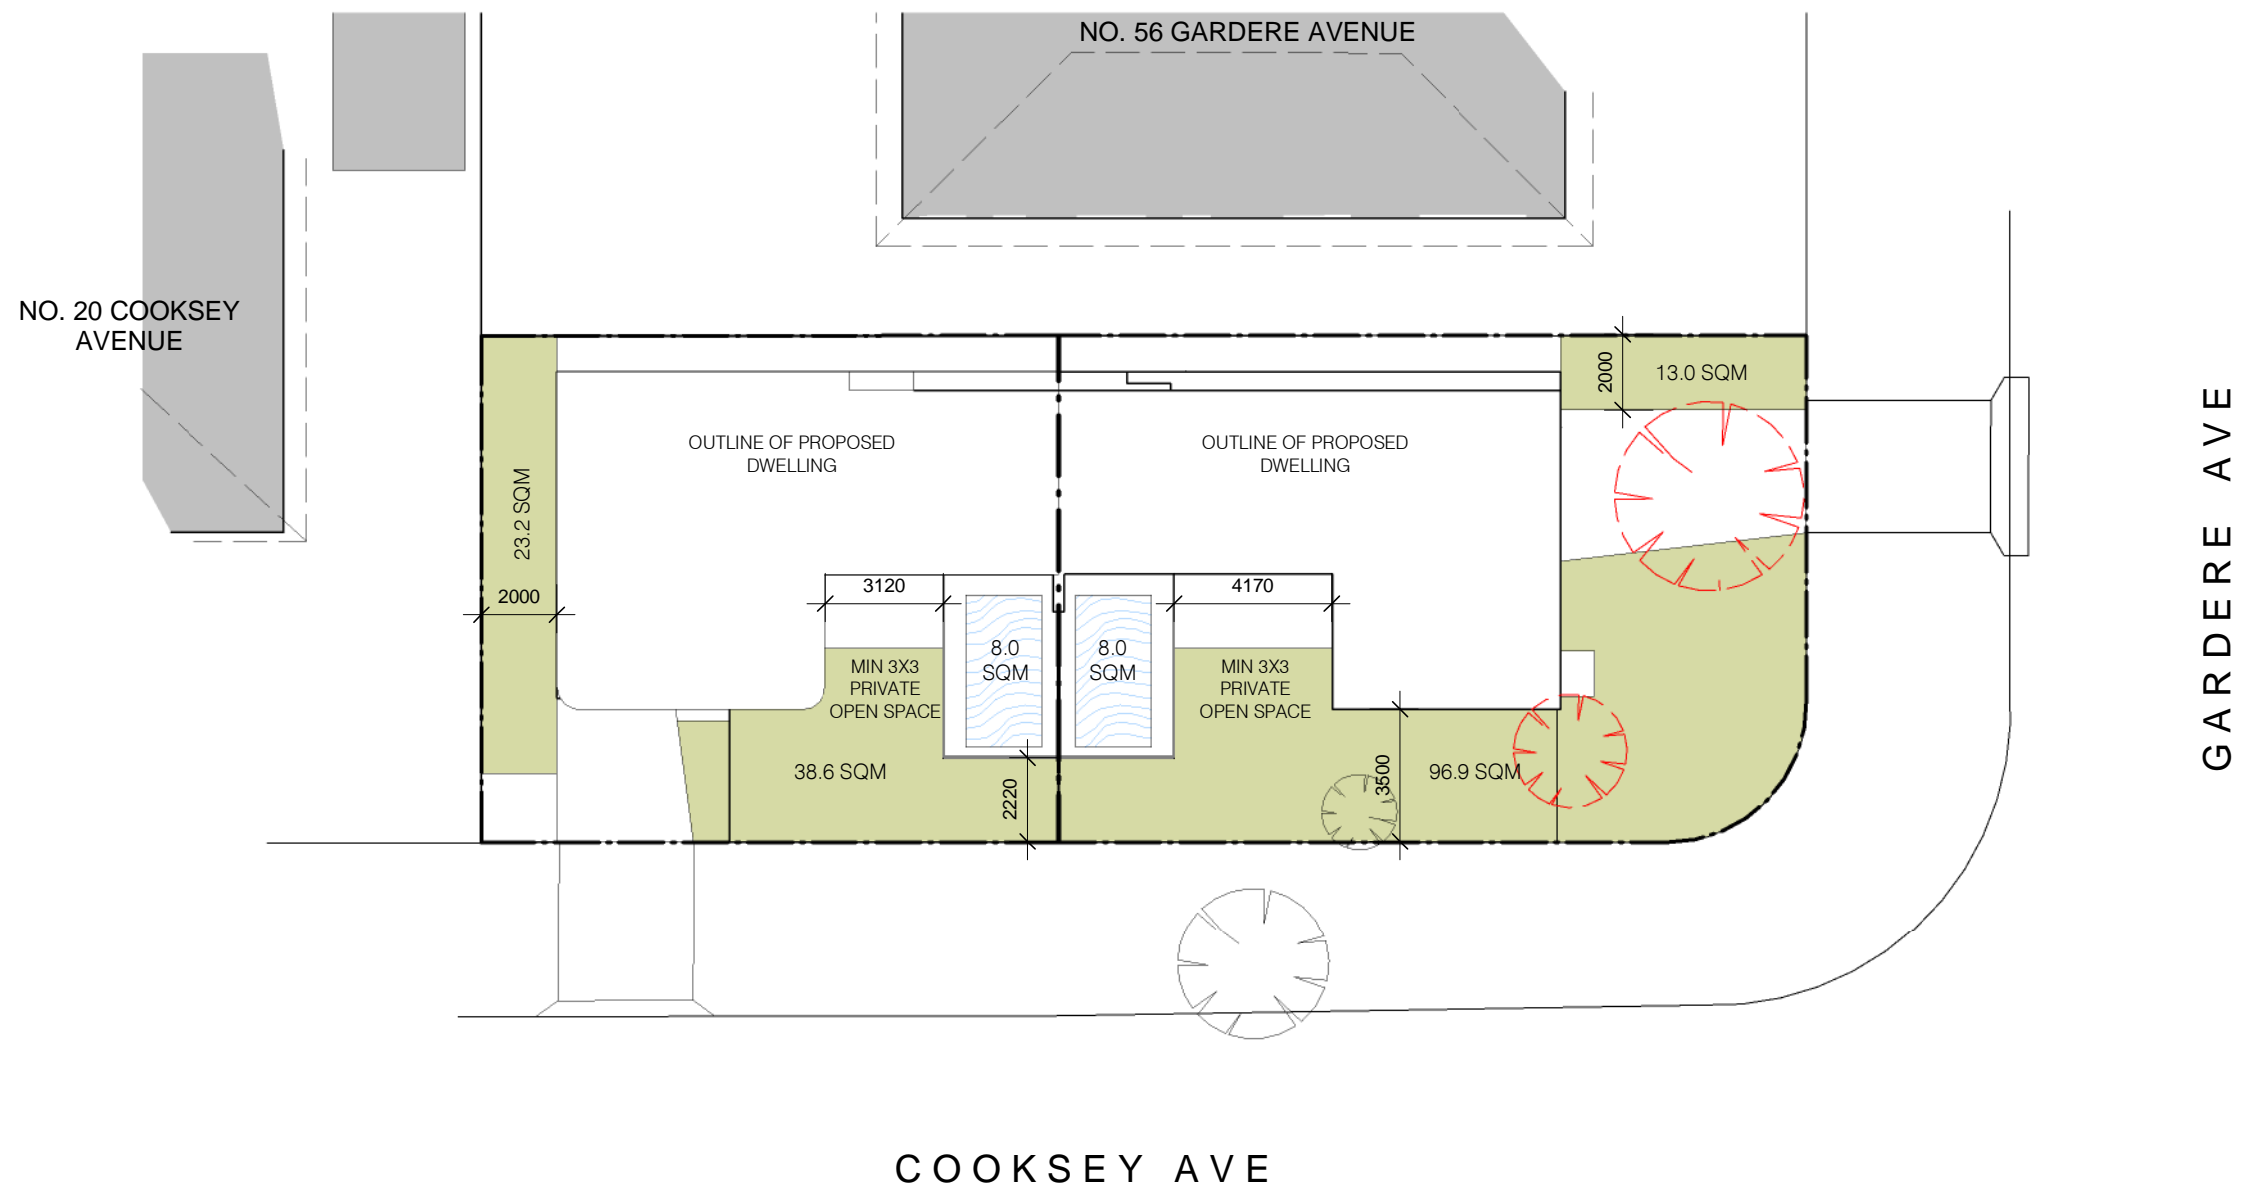 NO. 56 GARDERE AVENUE
NO. 20 COOKSEY
AVENUE
2000
13.0 SQM
OUTLINE OF PROPOSED
DWELLING
OUTLINE OF PROPOSED
DWELLING
23.2 SQM
2000
3120
4170
8.0
SQM
8.0
SQM
MIN 3X3
PRIVATE
OPEN SPACE
MIN 3X3
PRIVATE
OPEN SPACE
38.6 SQM
2220
3500
96.9 SQM
GARDERE AVE
COOKSEY AVE